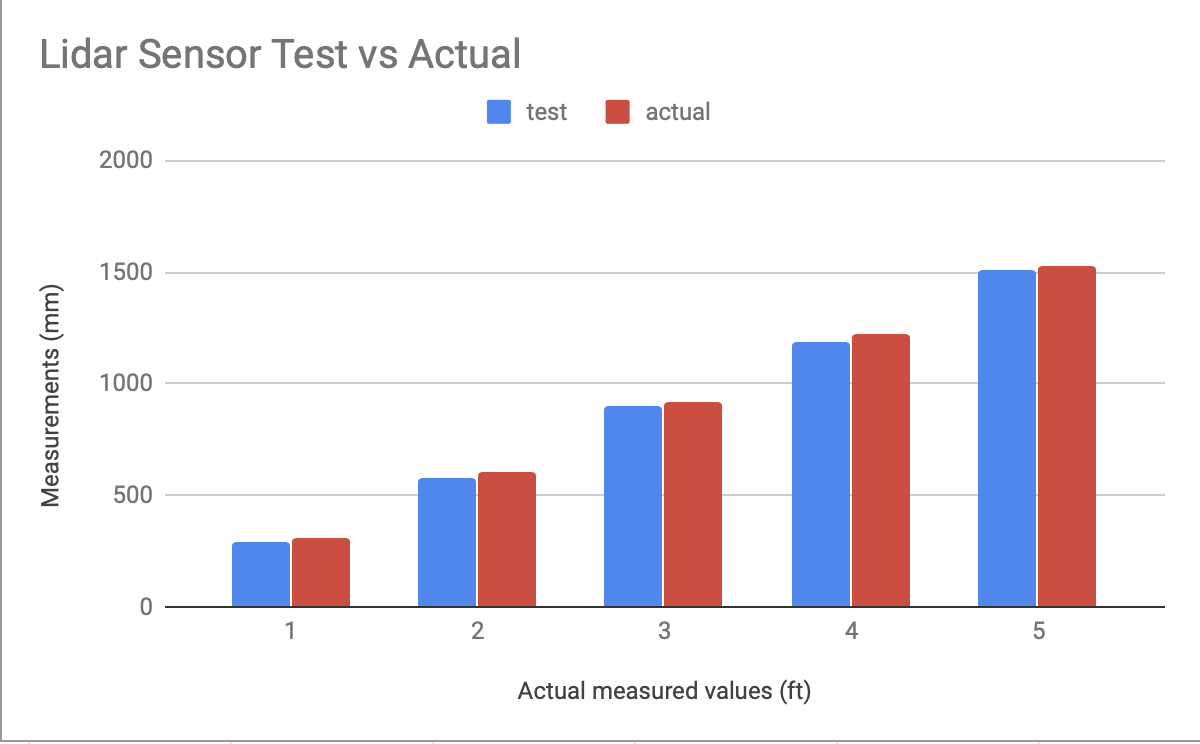 Lidar Sensor Test vs Actual
test actual
2000
1500
1000
500
0
Measurements (mm)
1 2 3 4 5
Actual measured values (ft)